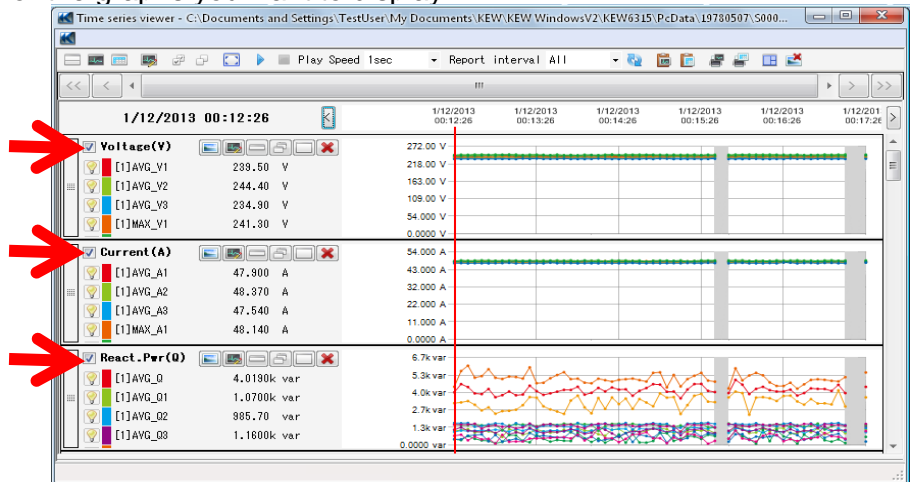 Time series viewer - C:\Documents and Settings\TestUser\My Documents\KEW\KEW WindowsV2\KEW6315\PcData\19780507\S000...
Play Speed 1sec Report interval All
<< < > >>
1/12/2013 00:12:26
1/12/2013 1/12/2013 1/12/2013 1/12/2013 1/12/2013 1/12/201
00:12:26 00:13:26 00:14:26 00:15:26 00:16:26 00:17:26
Voltage(V)
[1]AVG_V1 239.50 V
[1]AVG_V2 244.40 V
[1]AVG_V3 234.90 V
[1]MAX_V1 241.30 V
272.00 V
218.00 V
163.00 V
109.00 V
54.000 V
0.0000 V
Current(A)
[1]AVG_A1 47.900 A
[1]AVG_A2 48.370 A
[1]AVG_A3 47.540 A
[1]MAX_A1 48.140 A
54.000 A
43.000 A
32.000 A
22.000 A
11.000 A
0.0000 A
React.Pwr(Q)
[1]AVG_Q 4.0190k var
[1]AVG_Q1 1.0700k var
[1]AVG_Q2 985.70 var
[1]AVG_Q3 1.1600k var
6.7k var
5.3k var
4.0k var
2.7k var
1.3k var
0.0000 var